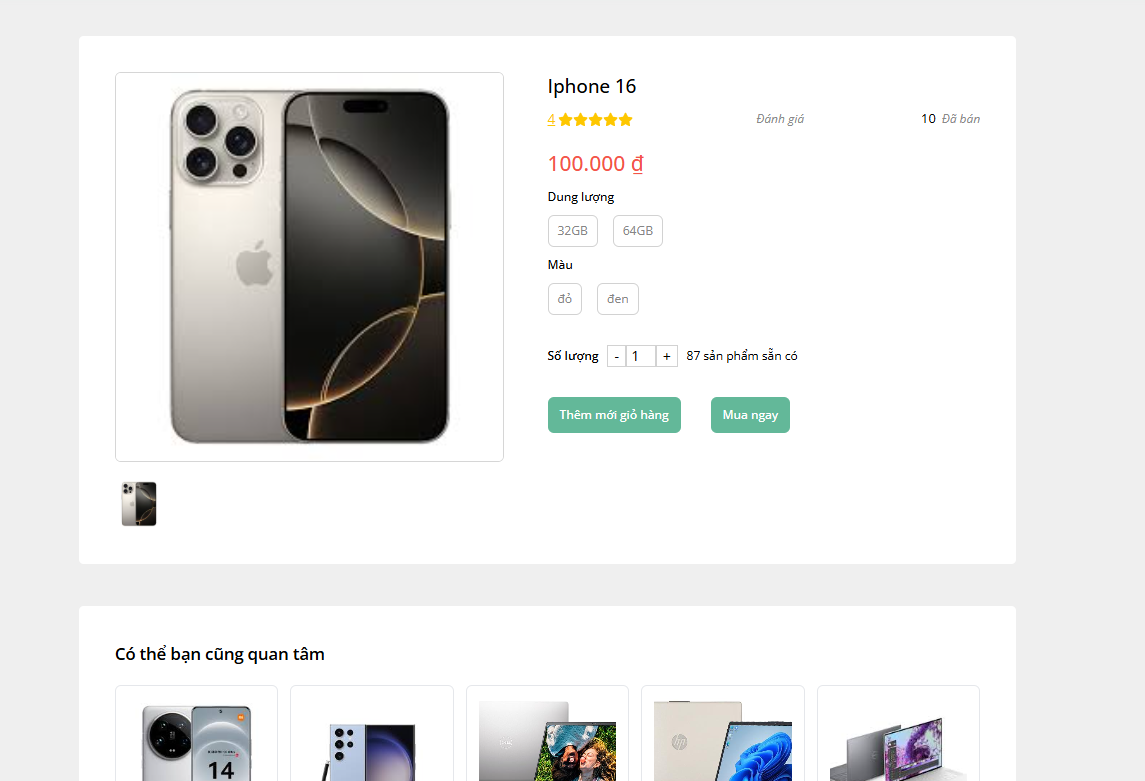 Iphone 16
4 Đánh giá 10 Đã bán
100.000 ₫
Dung lượng
32GB 64GB
Màu
đỏ đen
Số lượng - 1 + 87 sản phẩm sẵn có
Thêm mới giỏ hàng Mua ngay
Có thể bạn cũng quan tâm
14